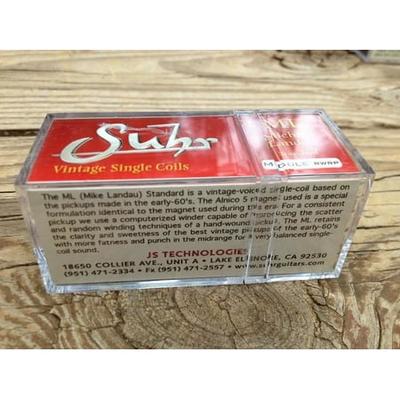 Suhr
Vintage Single Coils
ML
MIDDLE RWRP
The ML (Mike Landau) Standard is a vintage-voiced single-coil based on
the pickups made in the early-60's. The Alnico 5 magnet used is a special
formulation identical to the magnet used during the era. For a consistent
pickup we use a computerized winder capable of reproducing the scatter
and random winding techniques of a hand-wound pickup. The ML retains
the clarity and sweetness of the best vintage pickups of the early-60's
with more fatness and punch in the midrange for a very balanced single-
coil sound.
JS TECHNOLOGIES
18650 COLLIER AVE., UNIT A • LAKE ELSINORE, CA 92530
(951) 471-2334 • Fx (951) 471-2557 • www.suhrguitars.com